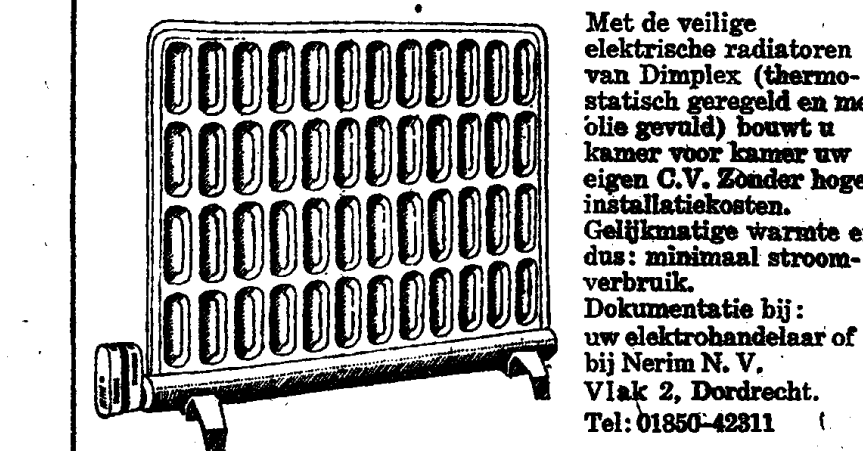 Met de veilige
elektrische radiatoren
van Dimplex (thermo-
statisch geregeld en me
olie gevuld) bouwt u
kamer voor kamer uw
eigen C.V. Zonder hoge
installatiekosten.
Gelijkmatige warmte e
dus: minimaal stroom-
verbruik.
Dokumentatie bij:
uw elektrohandelaar of
bij Nerim N.V.
Vlak 2, Dordrecht.
Tel: 01850-42311